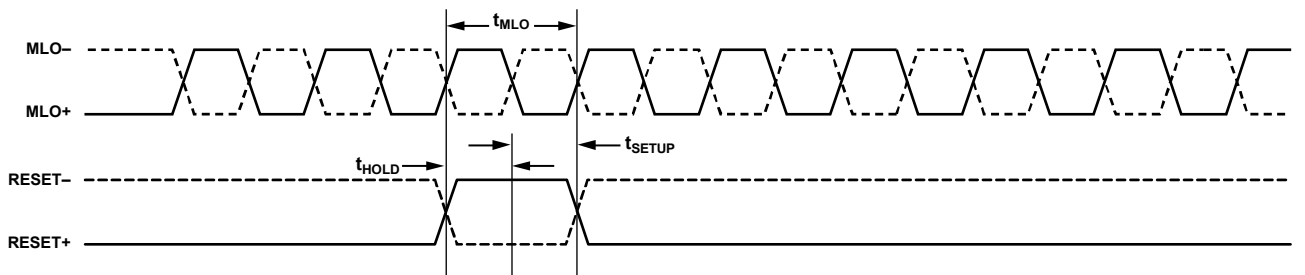 tMLO
MLO–
MLO+
tHOLD
tSETUP
RESET–
RESET+